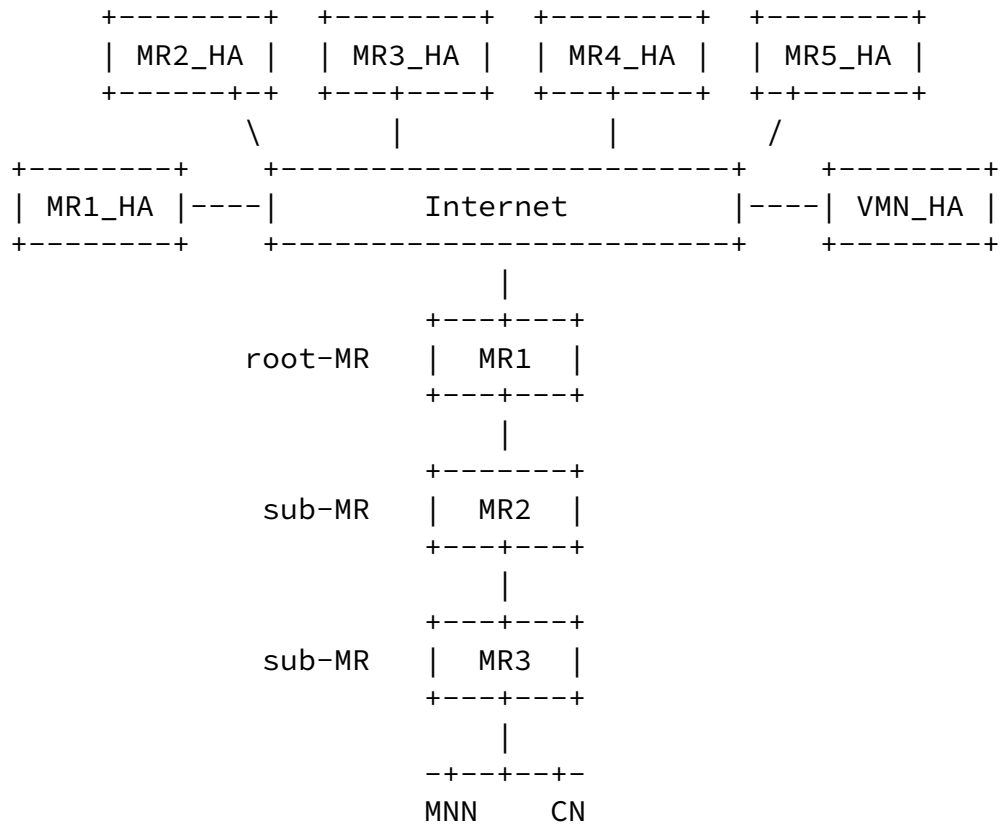 MR2_HA MR3_HA MR4_HA MR5_HA
MR1_HA Internet VMN_HA
root-MR MR1
sub-MR MR2
sub-MR MR3
MNN CN